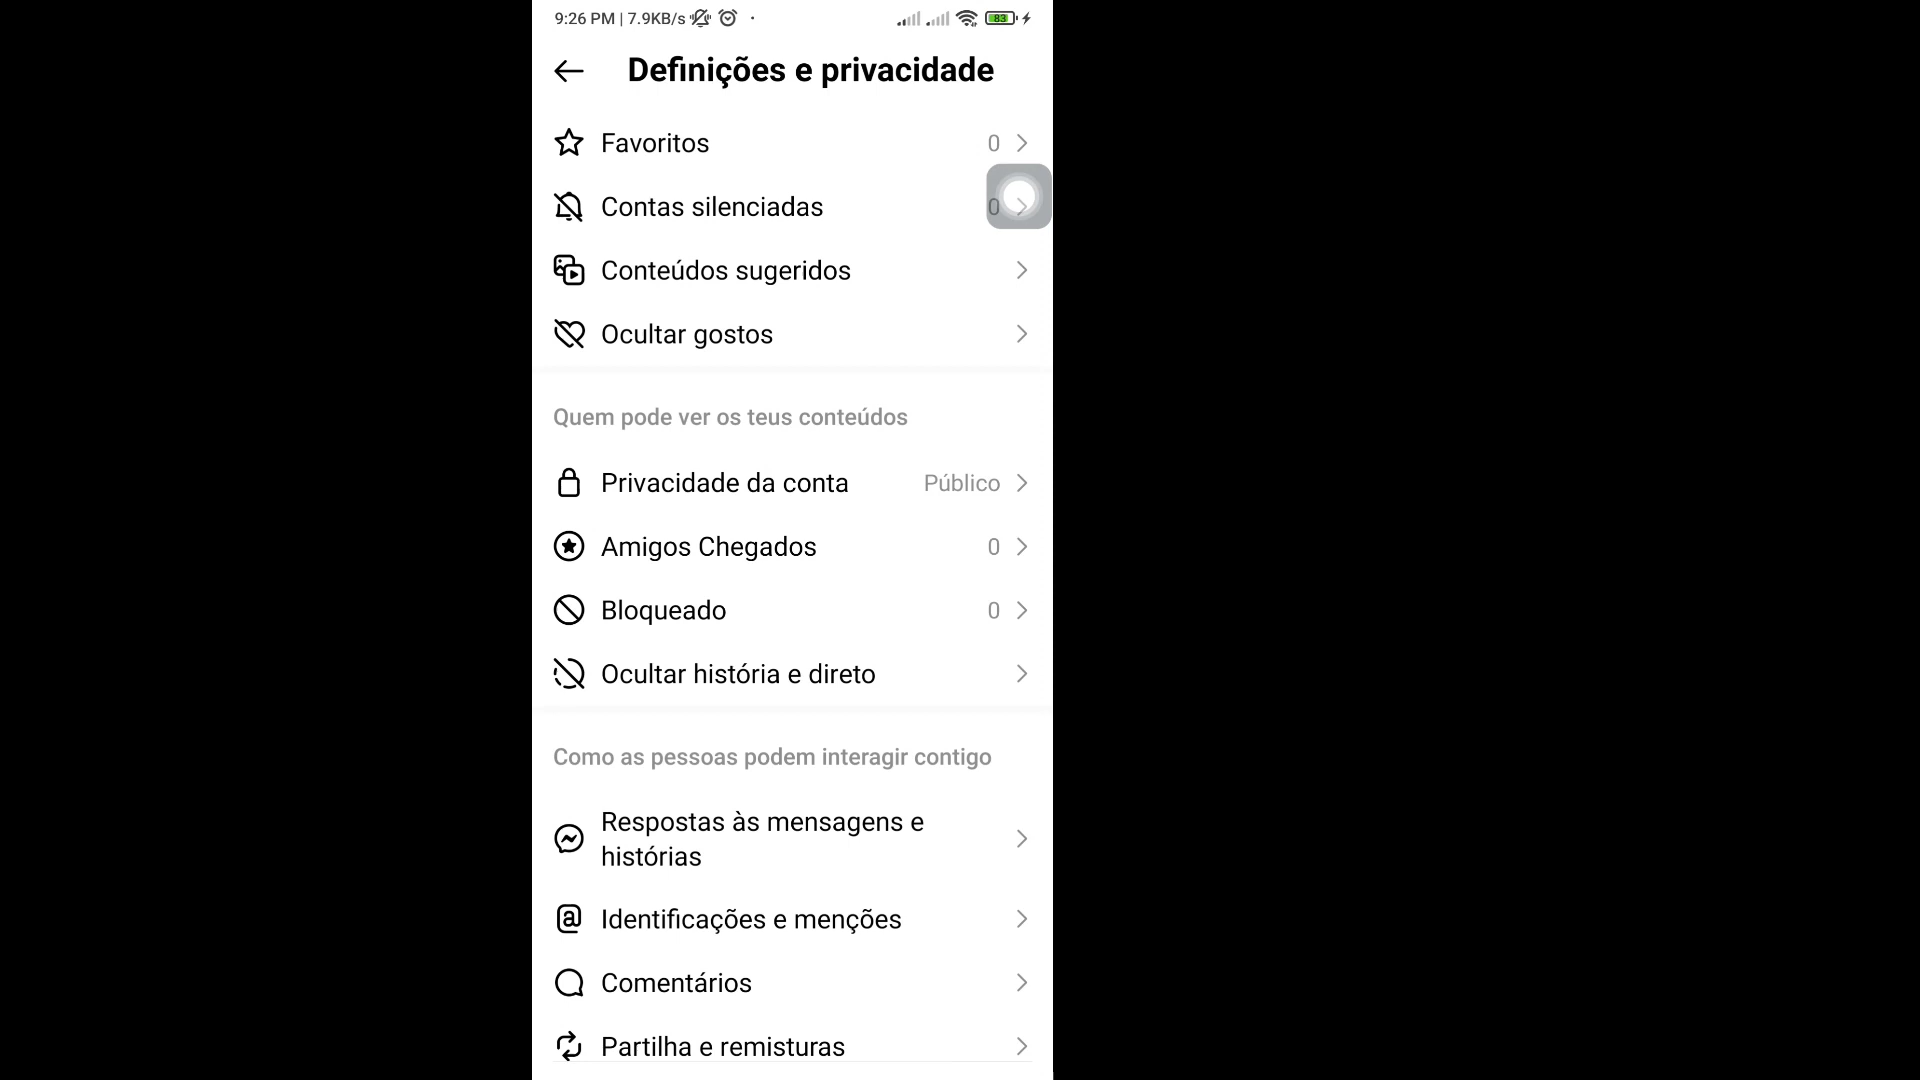 9:26 PM | 7.9KB/s 83
Definições e privacidade
Favoritos 0
Contas silenciadas 0
Conteúdos sugeridos
Ocultar gostos
Quem pode ver os teus conteúdos
Privacidade da conta Público
Amigos Chegados 0
Bloqueado 0
Ocultar história e direto
Como as pessoas podem interagir contigo
Respostas às mensagens e
histórias
Identificações e menções
Comentários
Partilha e remisturas